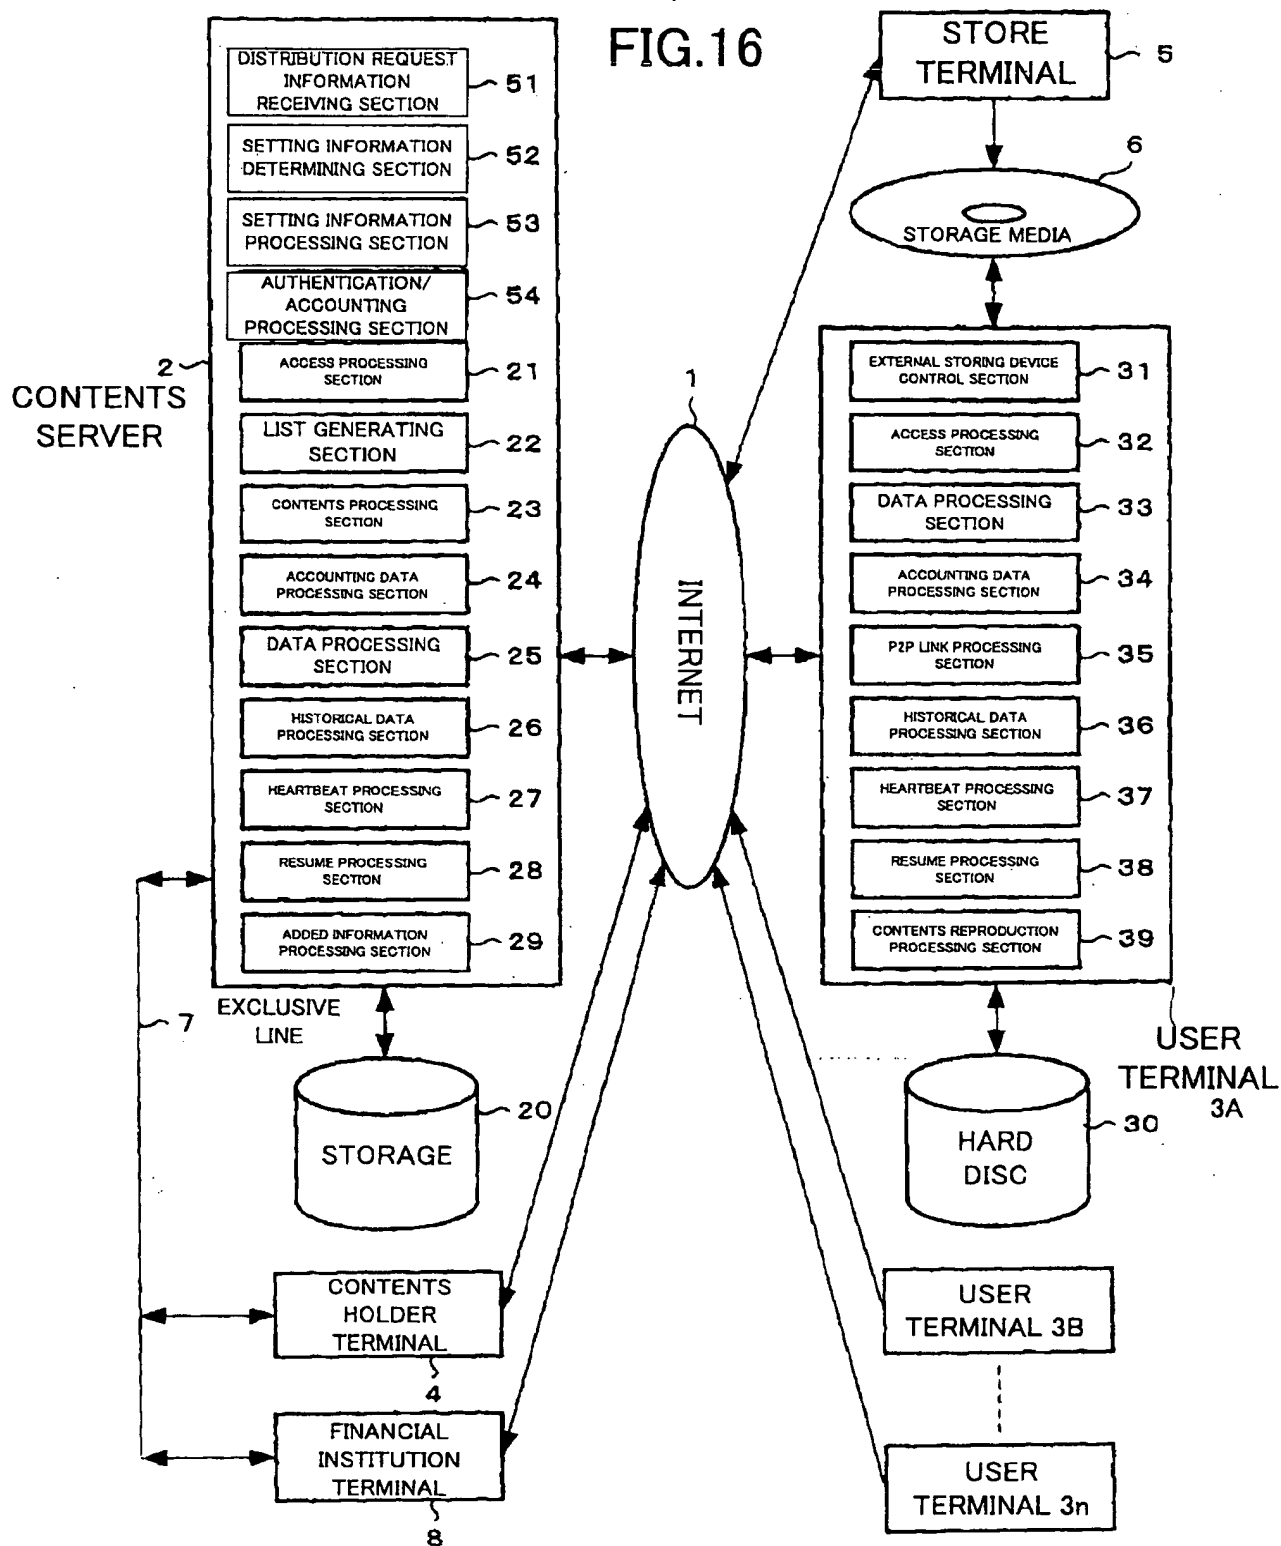 FIG.16
DISTRIBUTION REQUEST
INFORMATION
RECEIVING SECTION
51
SETTING INFORMATION
DETERMINING SECTION
52
SETTING INFORMATION
PROCESSING SECTION
53
AUTHENTICATION/
ACCOUNTING
PROCESSING SECTION
54
2
CONTENTS
SERVER
ACCESS PROCESSING
SECTION
21
LIST GENERATING
SECTION
22
CONTENTS PROCESSING
SECTION
23
ACCOUNTING DATA
PROCESSING SECTION
24
DATA PROCESSING
SECTION
25
HISTORICAL DATA
PROCESSING SECTION
26
HEARTBEAT PROCESSING
SECTION
27
RESUME PROCESSING
SECTION
28
ADDED INFORMATION
PROCESSING SECTION
29
7
EXCLUSIVE
LINE
STORAGE
20
CONTENTS
HOLDER
TERMINAL
4
FINANCIAL
INSTITUTION
TERMINAL
8
1
INTERNET
STORE
TERMINAL
5
6
STORAGE MEDIA
EXTERNAL STORING DEVICE
CONTROL SECTION
31
ACCESS PROCESSING
SECTION
32
DATA PROCESSING
SECTION
33
ACCOUNTING DATA
PROCESSING SECTION
34
P2P LINK PROCESSING
SECTION
35
HISTORICAL DATA
PROCESSING SECTION
36
HEARTBEAT PROCESSING
SECTION
37
RESUME PROCESSING
SECTION
38
CONTENTS REPRODUCTION
PROCESSING SECTION
39
USER
TERMINAL
3A
HARD
DISC
30
USER
TERMINAL 3B
USER
TERMINAL 3n